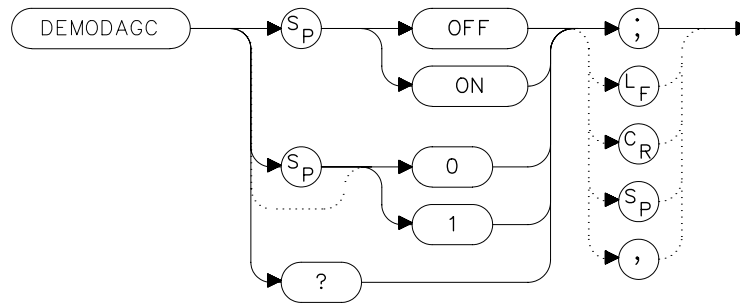 DEMODAGC SP OFF ;
ON LF
CR
SP 0
SP
1
,
?